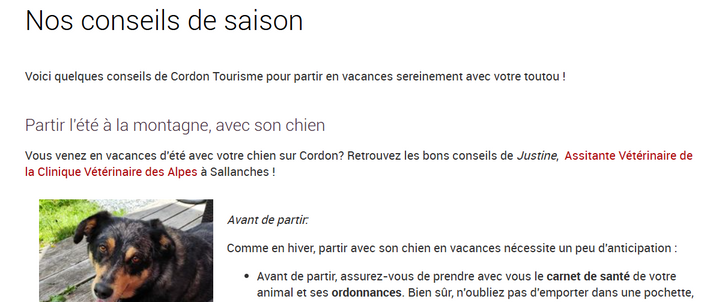 Nos conseils de saison
Voici quelques conseils de Cordon Tourisme pour partir en vacances sereinement avec votre toutou !
Partir l'été à la montagne, avec son chien
Vous venez en vacances d'été avec votre chien sur Cordon? Retrouvez les bons conseils de Justine, Assitante Vétérinaire de
la Clinique Vétérinaire des Alpes à Sallanches !
Avant de partir:
Comme en hiver, partir avec son chien en vacances nécessite un peu d'anticipation :
• Avant de partir, assurez-vous de prendre avec vous le carnet de santé de votre
animal et ses ordonnances. Bien sûr, n'oubliez pas d'emporter dans une pochette,